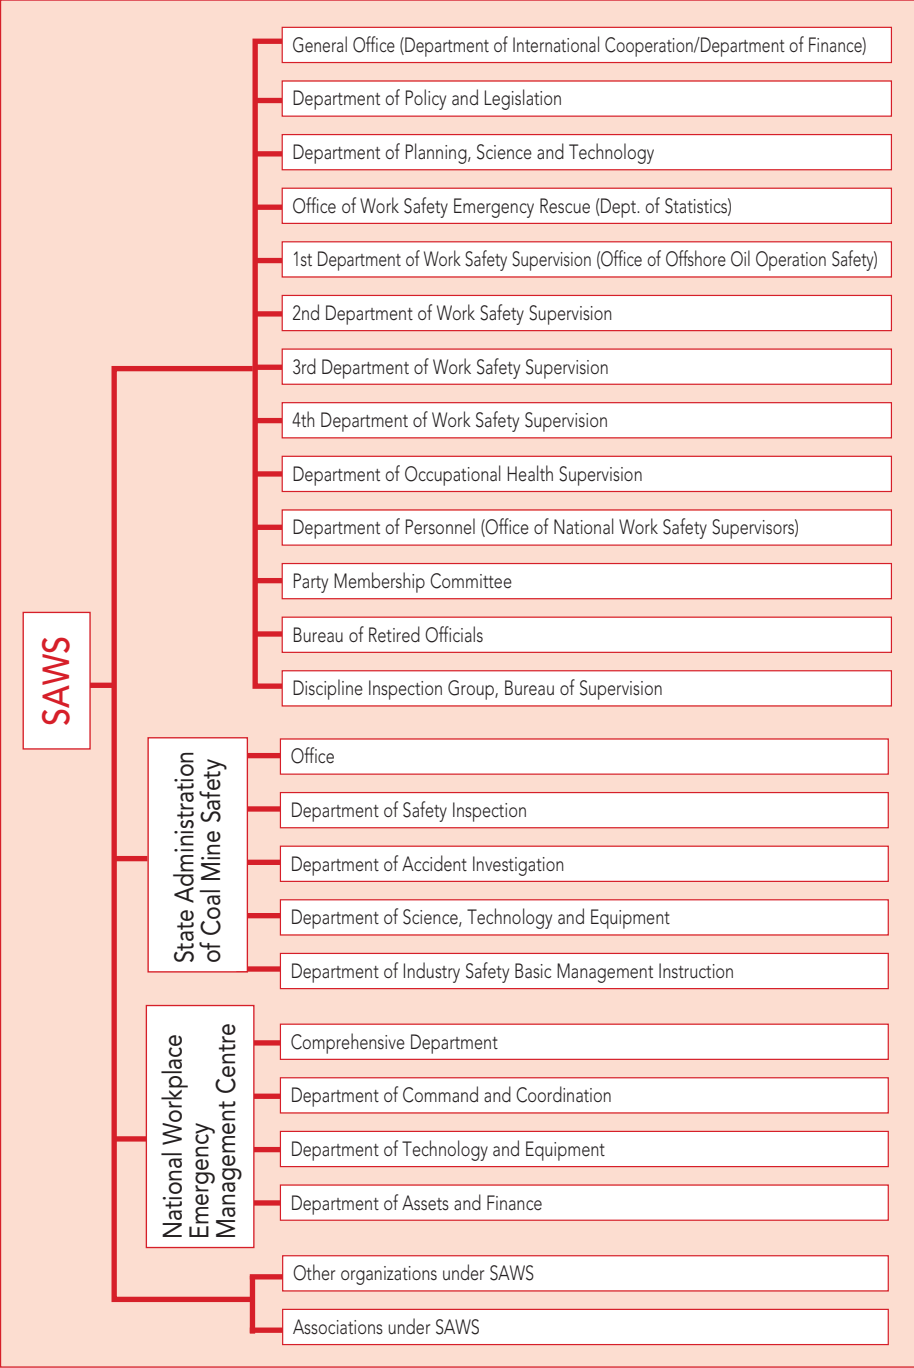 SAWS
General Office (Department of International Cooperation/Department of Finance)
Department of Policy and Legislation
Department of Planning, Science and Technology
Office of Work Safety Emergency Rescue (Dept. of Statistics)
1st Department of Work Safety Supervision (Office of Offshore Oil Operation Safety)
2nd Department of Work Safety Supervision
3rd Department of Work Safety Supervision
4th Department of Work Safety Supervision
Department of Occupational Health Supervision
Department of Personnel (Office of National Work Safety Supervisors)
Party Membership Committee
Bureau of Retired Officials
Discipline Inspection Group, Bureau of Supervision
State Administration
of Coal Mine Safety
Office
Department of Safety Inspection
Department of Accident Investigation
Department of Science, Technology and Equipment
Department of Industry Safety Basic Management Instruction
National Workplace
Emergency
Management Centre
Comprehensive Department
Department of Command and Coordination
Department of Technology and Equipment
Department of Assets and Finance
Other organizations under SAWS
Associations under SAWS